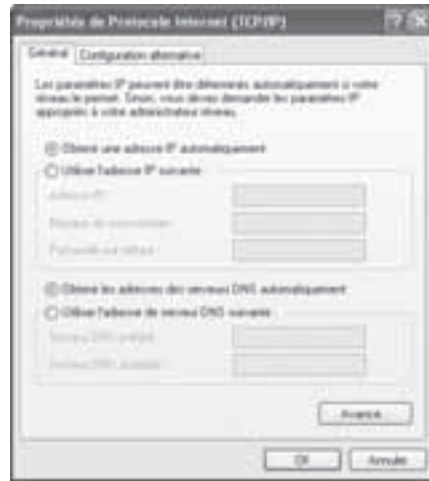 Propriétés de Protocole Internet (TCP/IP)
Général
Configuration alternative
Les paramètres IP peuvent être déterminés automatiquement si votre
réseau le permet. Sinon, vous devez demander les paramètres IP
appropriés à votre administrateur réseau.
Obtenir une adresse IP automatiquement
Utiliser l'adresse IP suivante
Adresse IP :
Masque de sous-réseau :
Passerelle par défaut :
Obtenir les adresses des serveurs DNS automatiquement
Utiliser l'adresse de serveur DNS suivante
Serveur DNS préféré :
Serveur DNS auxiliaire :
Avancé...
OK
Annuler